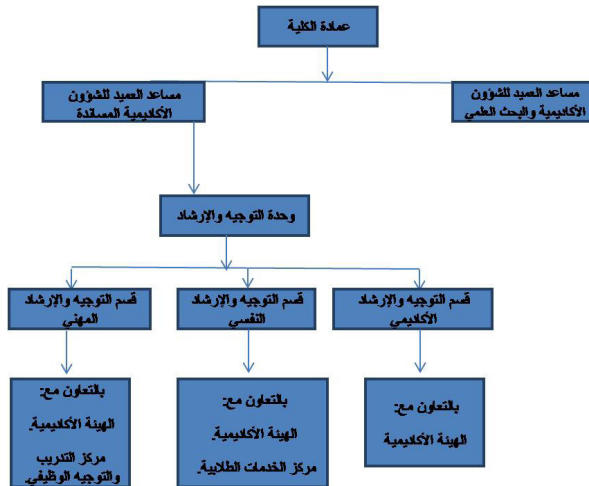 عمادة الكلية
مساعد العميد للشؤون
الأكاديمية والبحث العلمي
مساعد العميد للشؤون
الأكاديمية المساندة
وحدة التوجيه والإرشاد
قسم التوجيه والإرشاد
الأكاديمي
قسم التوجيه والإرشاد
النفسي
قسم التوجيه والإرشاد
المهني
بالتعاون مع:
الهيئة الأكاديمية
بالتعاون مع:
الهيئة الأكاديمية.
مركز الخدمات الطلابية.
بالتعاون مع:
الهيئة الأكاديمية.
مركز التدريب
والتوجيه الوظيفي.